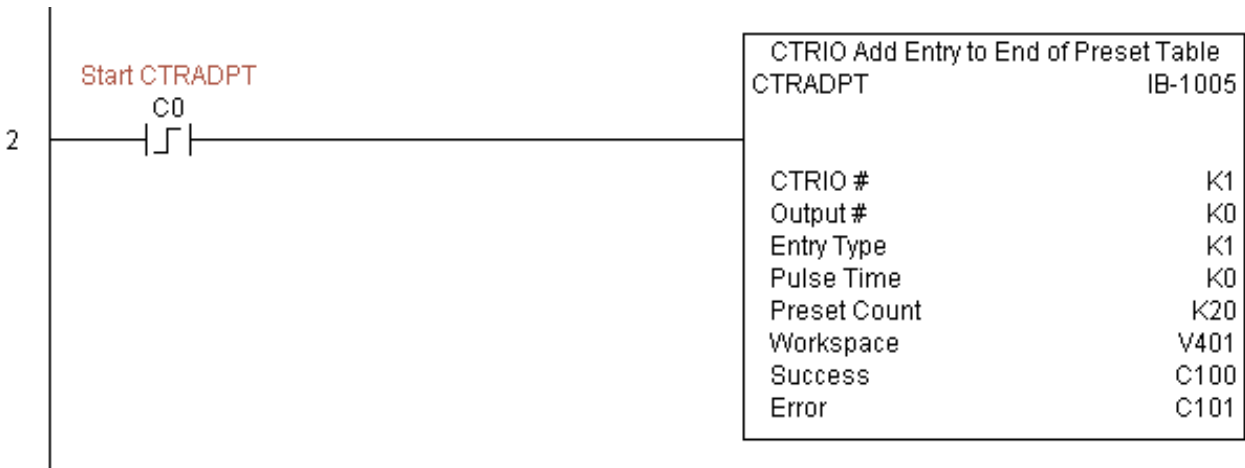 CTRIO Add Entry to End of Preset Table
Start CTRADPT
CTRADPT IB-1005
C0
2
CTRIO # K1
Output # K0
Entry Type K1
Pulse Time K0
Preset Count K20
Workspace V401
Success C100
Error C101